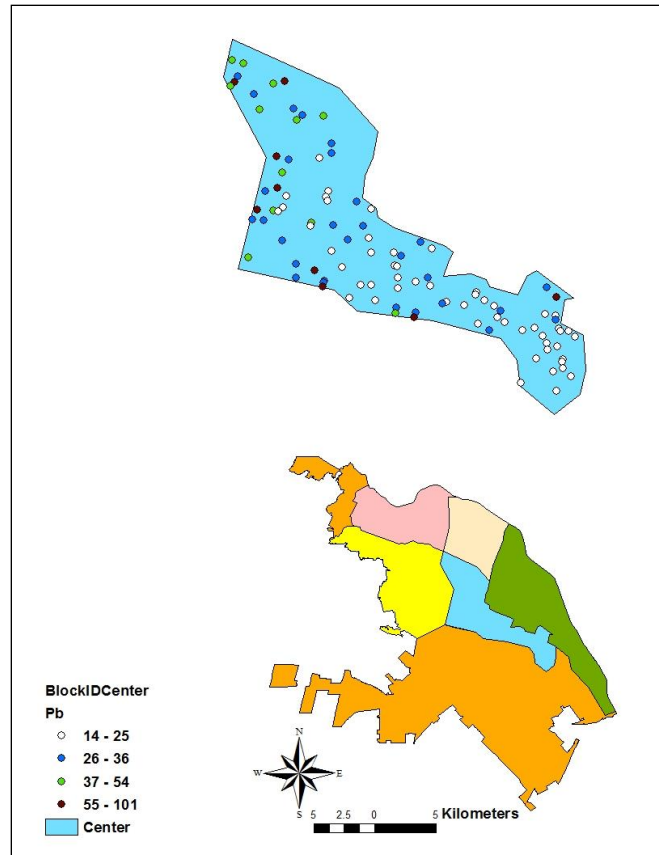 BlockIDCenter
Pb
14 - 25
26 - 36
37 - 54
55 - 101
Center
N
W E
S
5 2.5 0 5 Kilometers